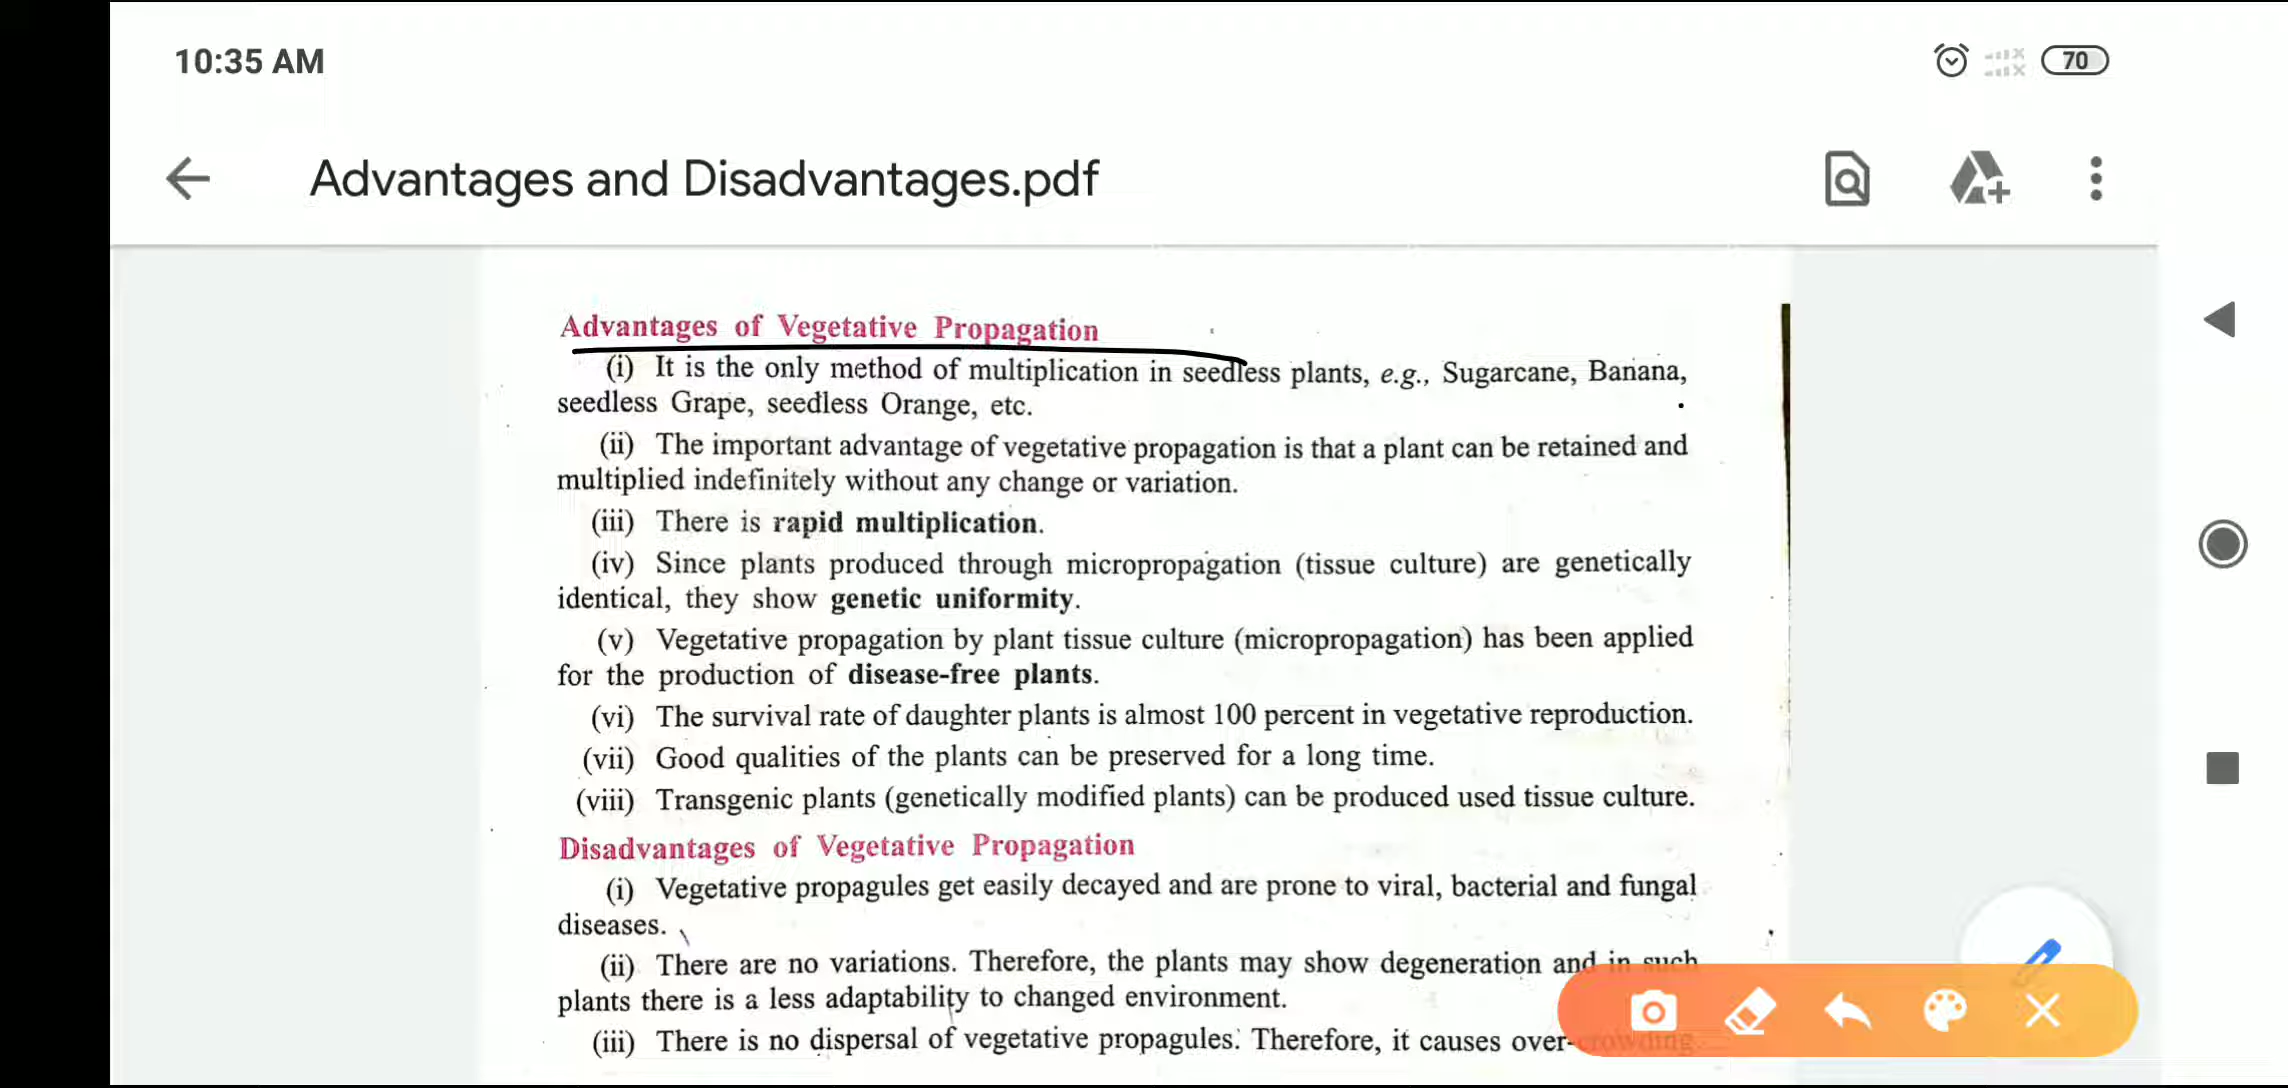 10:35 AM
70
Advantages and Disadvantages.pdf
Advantages of Vegetative Propagation
(i) It is the only method of multiplication in seedless plants, e.g., Sugarcane, Banana,
seedless Grape, seedless Orange, etc.
(ii) The important advantage of vegetative propagation is that a plant can be retained and
multiplied indefinitely without any change or variation.
(iii) There is rapid multiplication.
(iv) Since plants produced through micropropagation (tissue culture) are genetically
identical, they show genetic uniformity.
(v) Vegetative propagation by plant tissue culture (micropropagation) has been applied
for the production of disease-free plants.
(vi) The survival rate of daughter plants is almost 100 percent in vegetative reproduction.
(vii) Good qualities of the plants can be preserved for a long time.
(viii) Transgenic plants (genetically modified plants) can be produced used tissue culture.
Disadvantages of Vegetative Propagation
(i) Vegetative propagules get easily decayed and are prone to viral, bacterial and fungal
diseases.
(ii) There are no variations. Therefore, the plants may show degeneration and in such
plants there is a less adaptability to changed environment.
(iii) There is no dispersal of vegetative propagules. Therefore, it causes over-crowding.